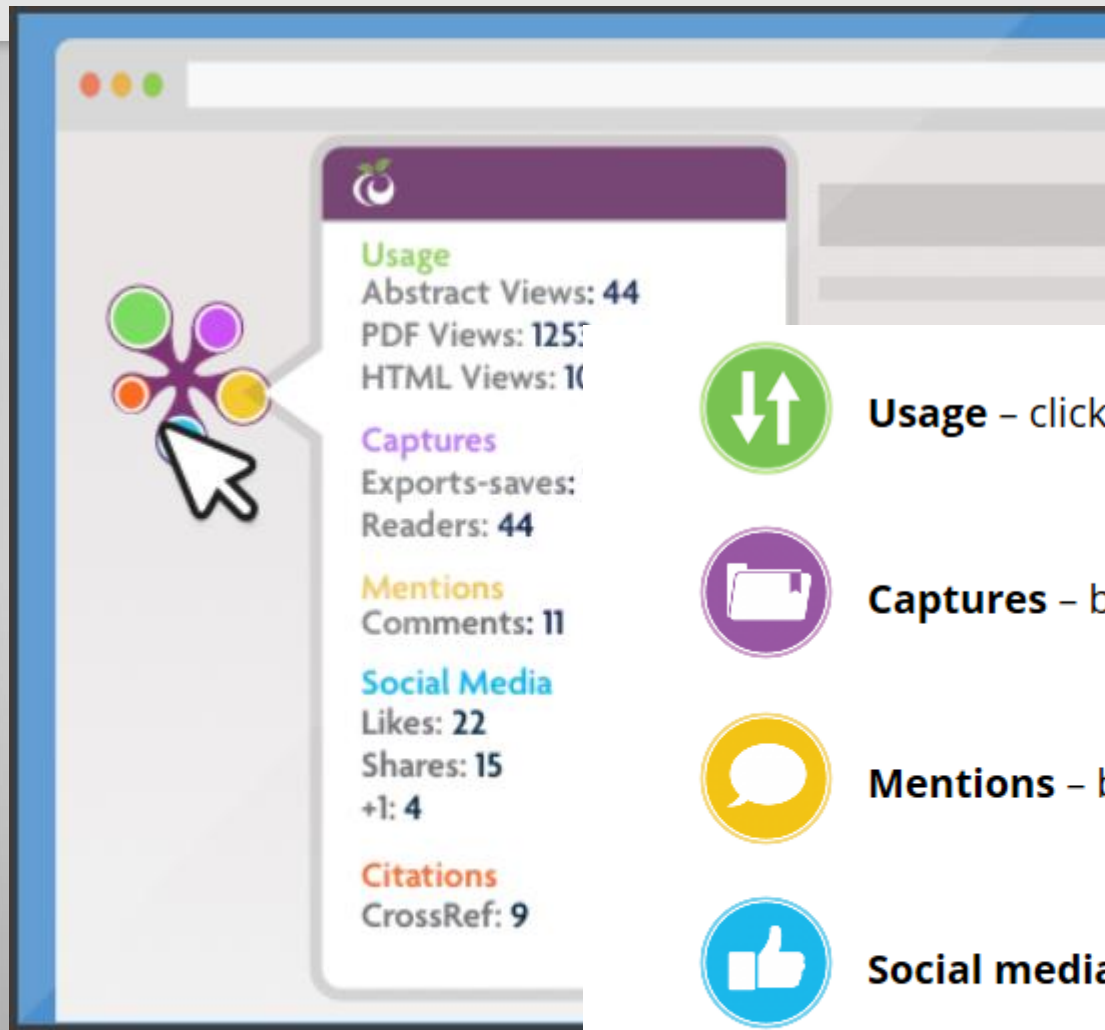 Usage
Abstract Views: 44
PDF Views:
HTML Views:
Captures
Exports-saves:
Readers: 44
Mentions
Comments: 11
Social Media
Likes: 22
Shares: 15
+1: 4
Citations
CrossRef: 9
Usage – click
Captures –
Mentions –
Social media